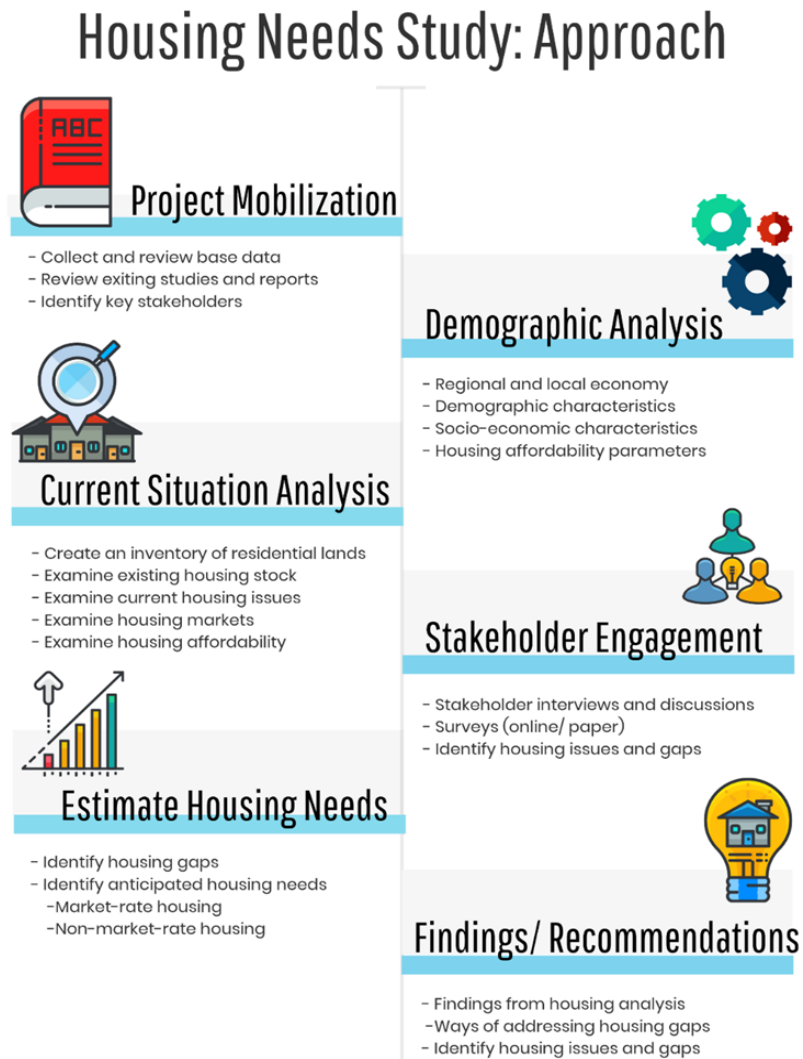 Housing Needs Study: Approach
ABC
Project Mobilization
- Collect and review base data
- Review exiting studies and reports
- Identify key stakeholders
Demographic Analysis
- Regional and local economy
- Demographic characteristics
- Socio-economic characteristics
- Housing affordability parameters
Current Situation Analysis
- Create an inventory of residential lands
- Examine existing housing stock
- Examine current housing issues
- Examine housing markets
- Examine housing affordability
Stakeholder Engagement
- Stakeholder interviews and discussions
- Surveys (online/ paper)
- Identify housing issues and gaps
Estimate Housing Needs
- Identify housing gaps
- Identify anticipated housing needs
-Market-rate housing
-Non-market-rate housing
Findings/ Recommendations
- Findings from housing analysis
-Ways of addressing housing gaps
- Identify housing issues and gaps